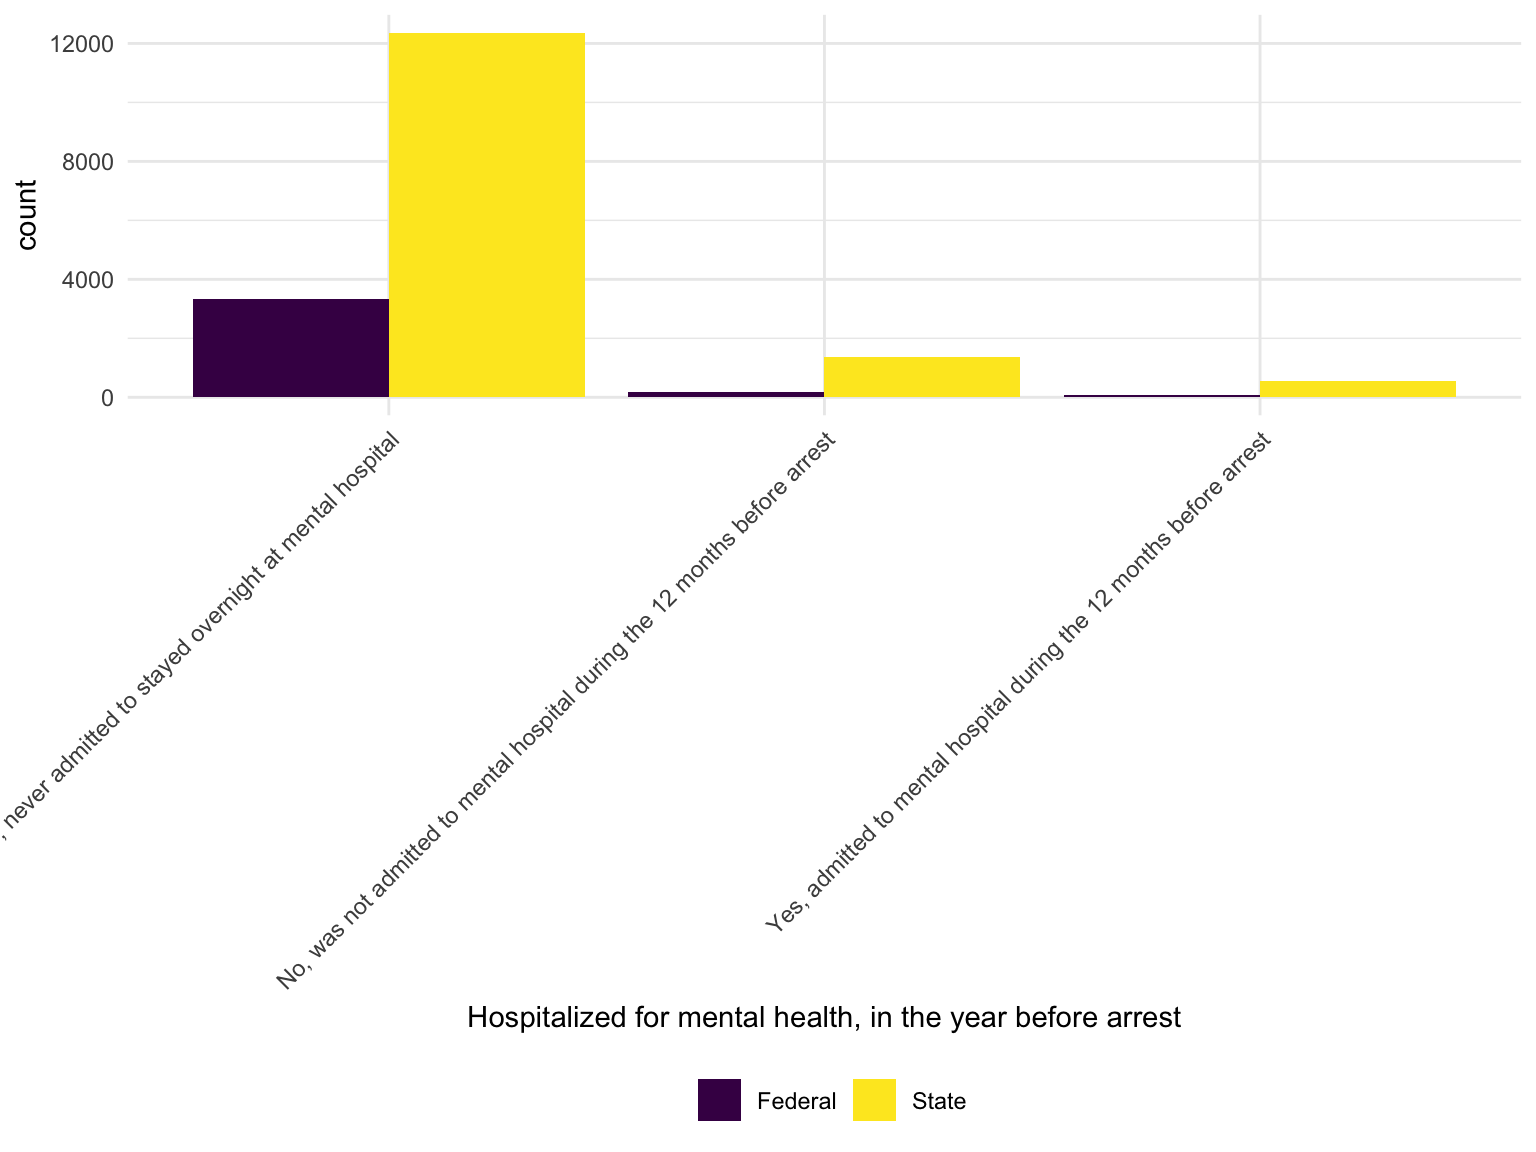 count
12000
8000
4000
0
, never admitted to stayed overnight at mental hospital
No, was not admitted to mental hospital during the 12 months before arrest
Yes, admitted to mental hospital during the 12 months before arrest
Hospitalized for mental health, in the year before arrest
Federal
State